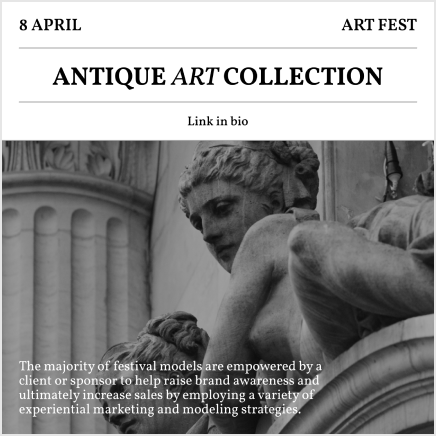 8 APRIL
ART FEST
ANTIQUE ART COLLECTION
Link in bio
The majority of festival models are empowered by a
client or sponsor to help raise brand awareness and
ultimately increase sales by employing a variety of
experiential marketing and modeling strategies.